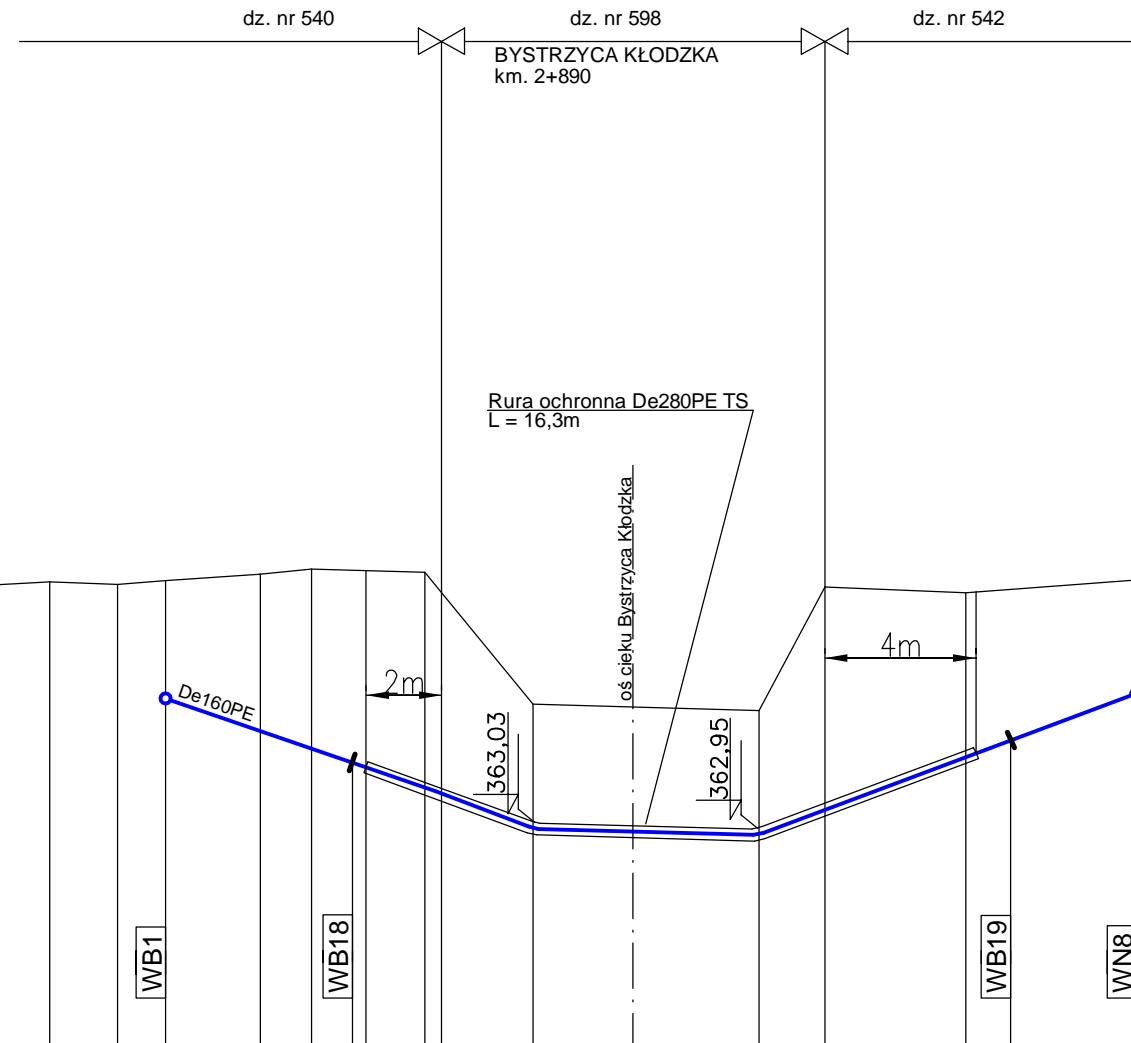 dz. nr 540
dz. nr 598
dz. nr 542
BYSTRZYCA KŁODZKA
km. 2+890
Rura ochronna De280PE TS
L = 16,3m
oś cieku Bystrzyca Kłodzka
4m
2m
De160PE
363,03
362,95
WB1
WB18
WB19
WN8